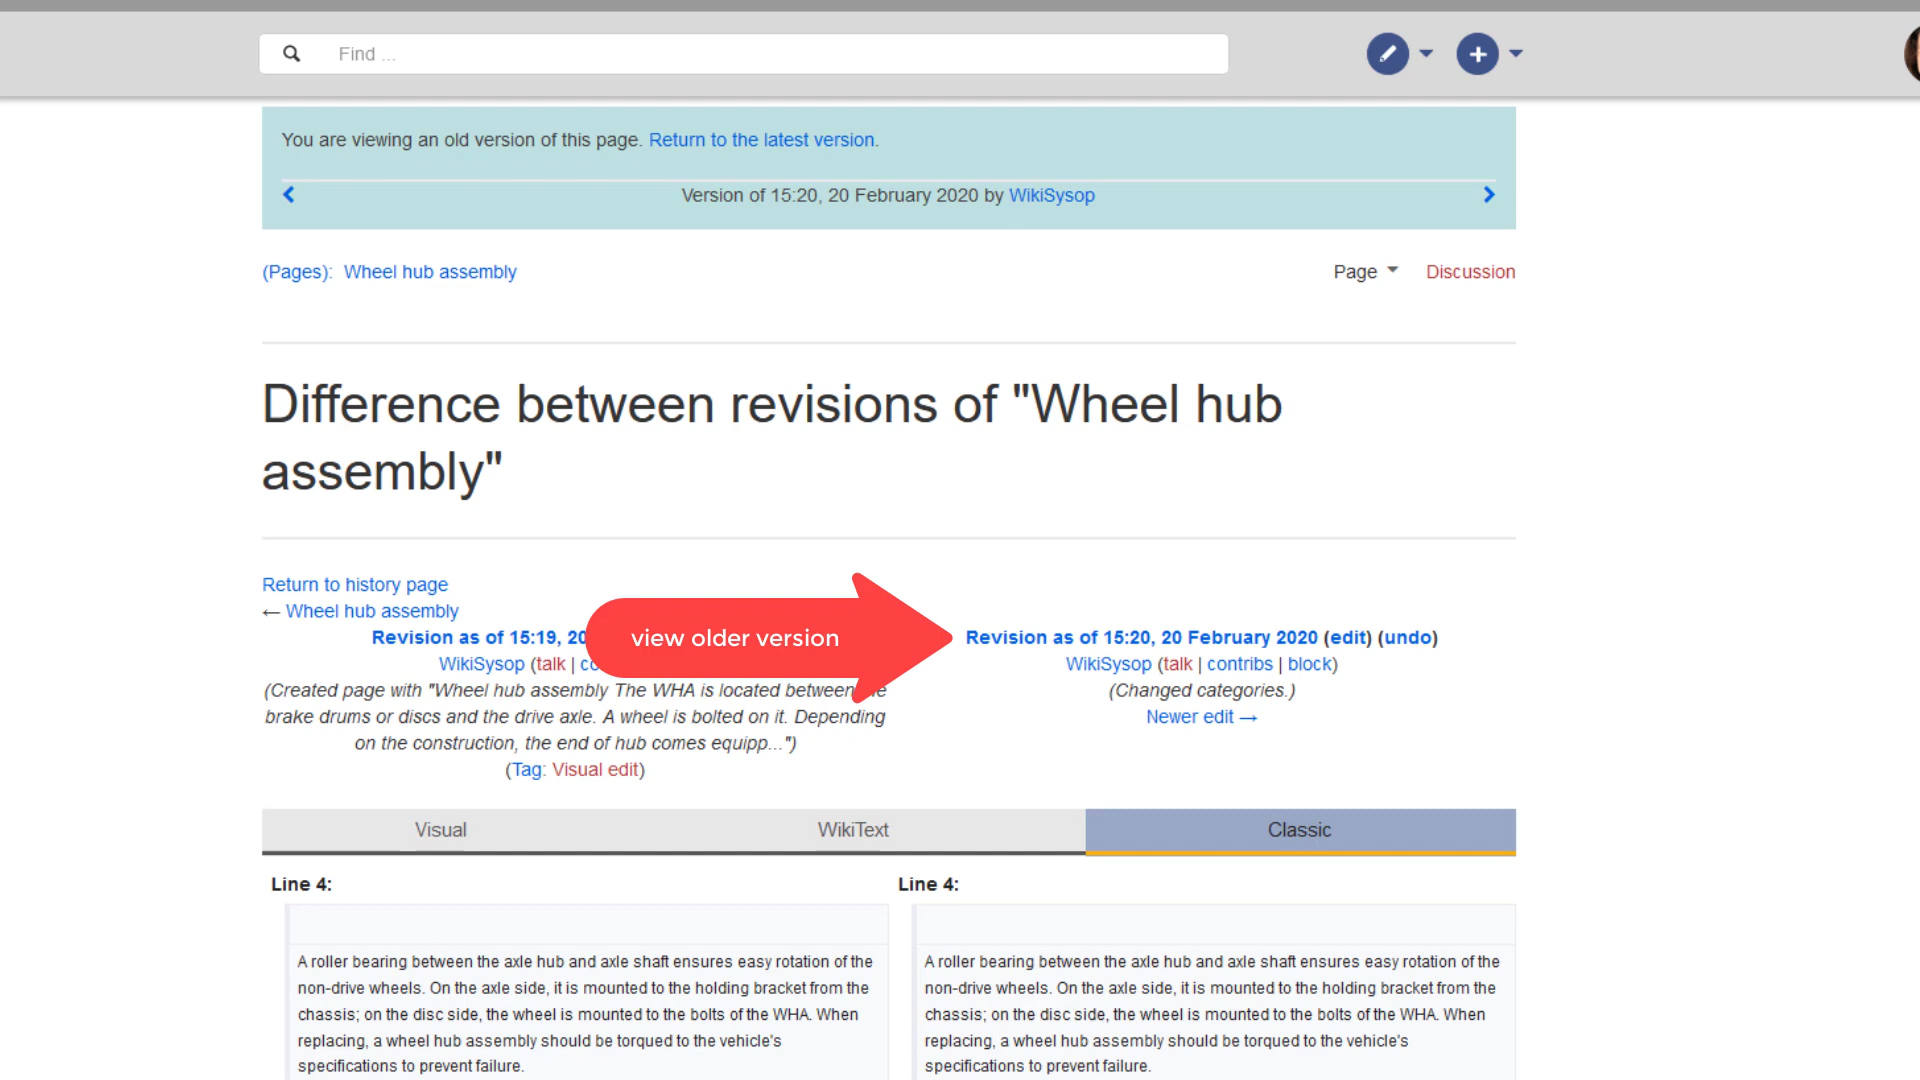 Find ...
You are viewing an old version of this page. Return to the latest version.
Version of 15:20, 20 February 2020 by WikiSysop
(Pages): Wheel hub assembly
Page Discussion
Difference between revisions of "Wheel hub
assembly"
Return to history page
← Wheel hub assembly
Revision as of 15:19, 20
WikiSysop (talk | co
(Created page with "Wheel hub assembly The WHA is located between
brake drums or discs and the drive axle. A wheel is bolted on it. Depending
on the construction, the end of hub comes equipp...")
(Tag: Visual edit)
view older version
Revision as of 15:20, 20 February 2020 (edit) (undo)
WikiSysop (talk | contribs | block)
(Changed categories.)
Newer edit →
Visual WikiText Classic
Line 4:
A roller bearing between the axle hub and axle shaft ensures easy rotation of the
non-drive wheels. On the axle side, it is mounted to the holding bracket from the
chassis; on the disc side, the wheel is mounted to the bolts of the WHA. When
replacing, a wheel hub assembly should be torqued to the vehicle's
specifications to prevent failure.
Line 4:
A roller bearing between the axle hub and axle shaft ensures easy rotation of the
non-drive wheels. On the axle side, it is mounted to the holding bracket from the
chassis; on the disc side, the wheel is mounted to the bolts of the WHA. When
replacing, a wheel hub assembly should be torqued to the vehicle's
specifications to prevent failure.